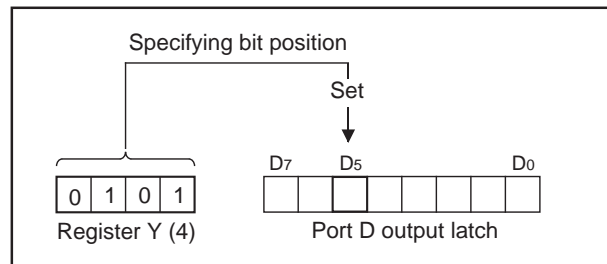 Specifying bit position
Set
D7 D5 D0
0 1 0 1
Register Y (4) Port D output latch